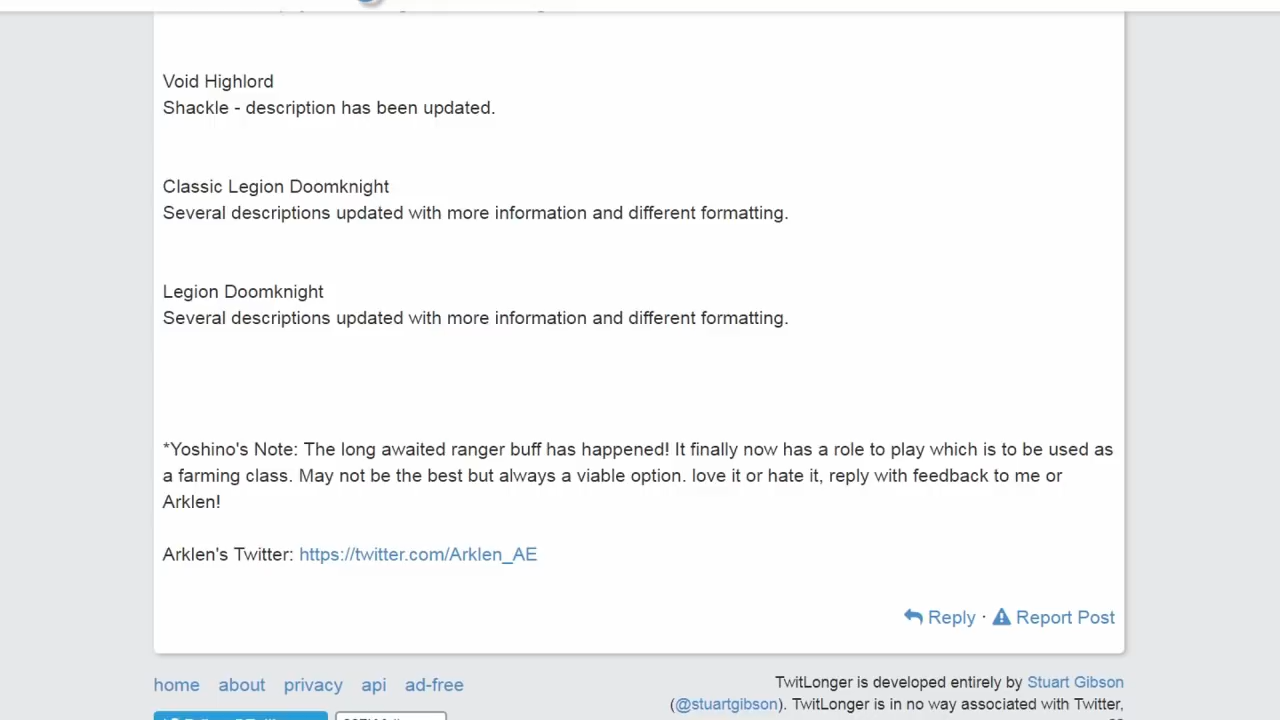 Void Highlord
Shackle - description has been updated.
Classic Legion Doomknight
Several descriptions updated with more information and different formatting.
Legion Doomknight
Several descriptions updated with more information and different formatting.
*Yoshino's Note: The long awaited ranger buff has happened! It finally now has a role to play which is to be used as
a farming class. May not be the best but always a viable option. love it or hate it, reply with feedback to me or
Arklen!
Arklen's Twitter: https://twitter.com/Arklen_AE
Reply · Report Post
home about privacy api ad-free
TwitLonger is developed entirely by Stuart Gibson
(@stuartgibson). TwitLonger is in no way associated with Twitter,